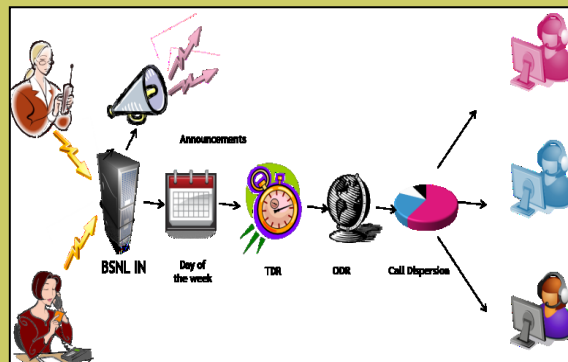 Announcements
BSNL IN
Day of
the week
TDR
ODR
Call Dispersion